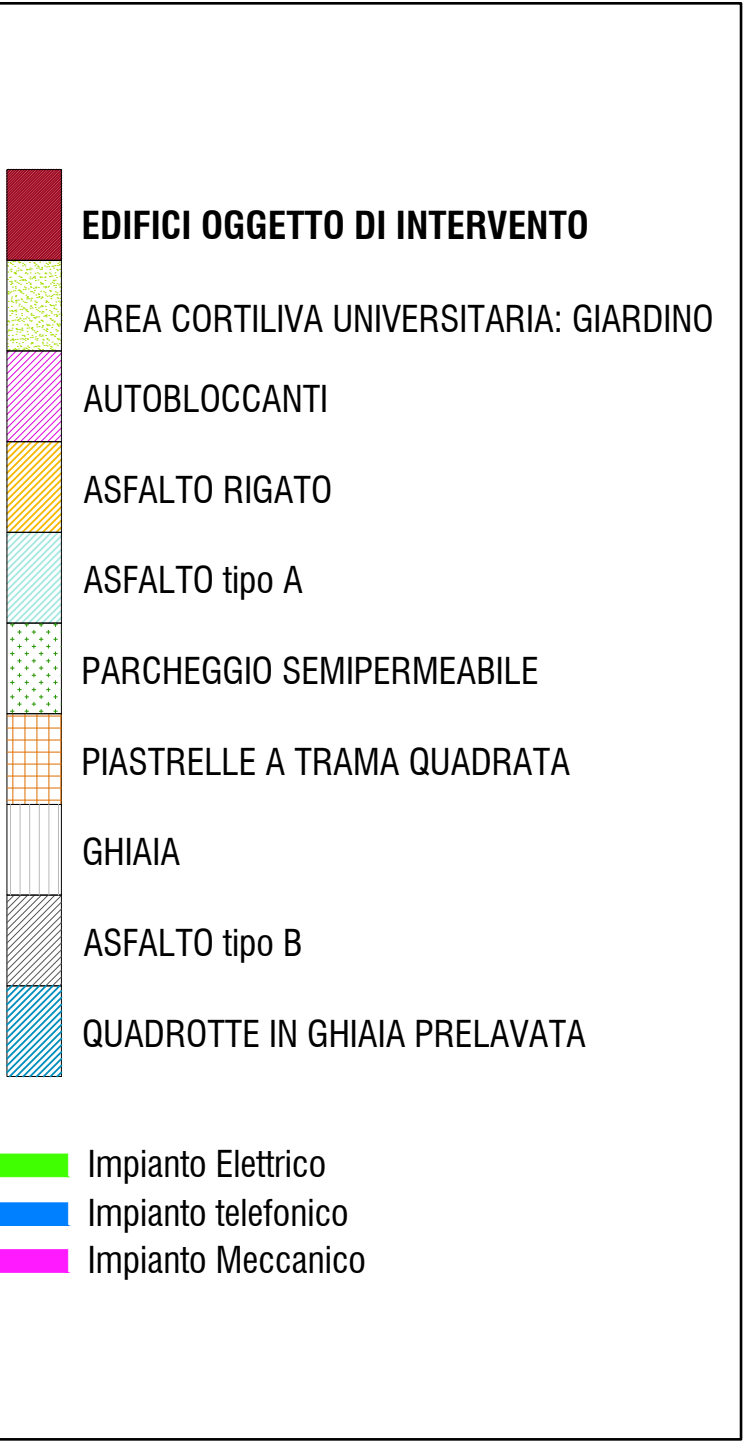 EDIFICI OGGETTO DI INTERVENTO
AREA CORTILIVA UNIVERSITARIA: GIARDINO
AUTOBLOCCANTI
ASFALTO RIGATO
ASFALTO tipo A
PARCHEGGIO SEMIPERMEABILE
PIASTRELLE A TRAMA QUADRATA
GHIAIA
ASFALTO tipo B
QUADROTTE IN GHIAIA PRELAVATA
Impianto Elettrico
Impianto telefonico
Impianto Meccanico